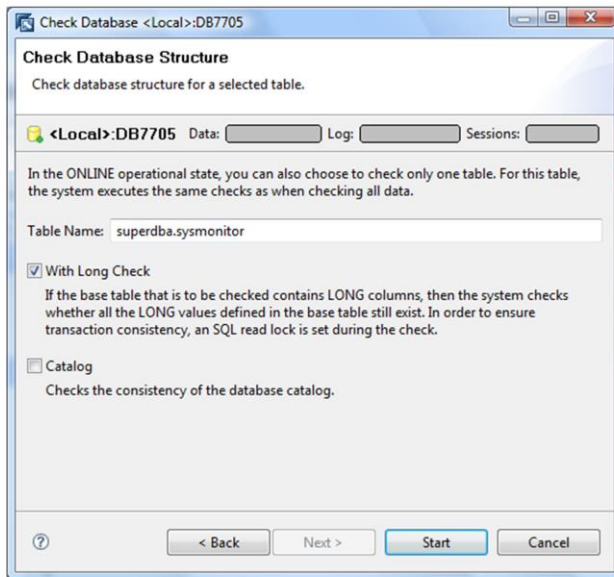 Check Database <Local>:DB7705
Check Database Structure
Check database structure for a selected table.
<Local>:DB7705 Data: Log: Sessions:
In the ONLINE operational state, you can also choose to check only one table. For this table,
the system executes the same checks as when checking all data.
Table Name: superdba.sysmonitor
With Long Check
If the base table that is to be checked contains LONG columns, then the system checks
whether all the LONG values defined in the base table still exist. In order to ensure
transaction consistency, an SQL read lock is set during the check.
Catalog
Checks the consistency of the database catalog.
? < Back Next > Start Cancel